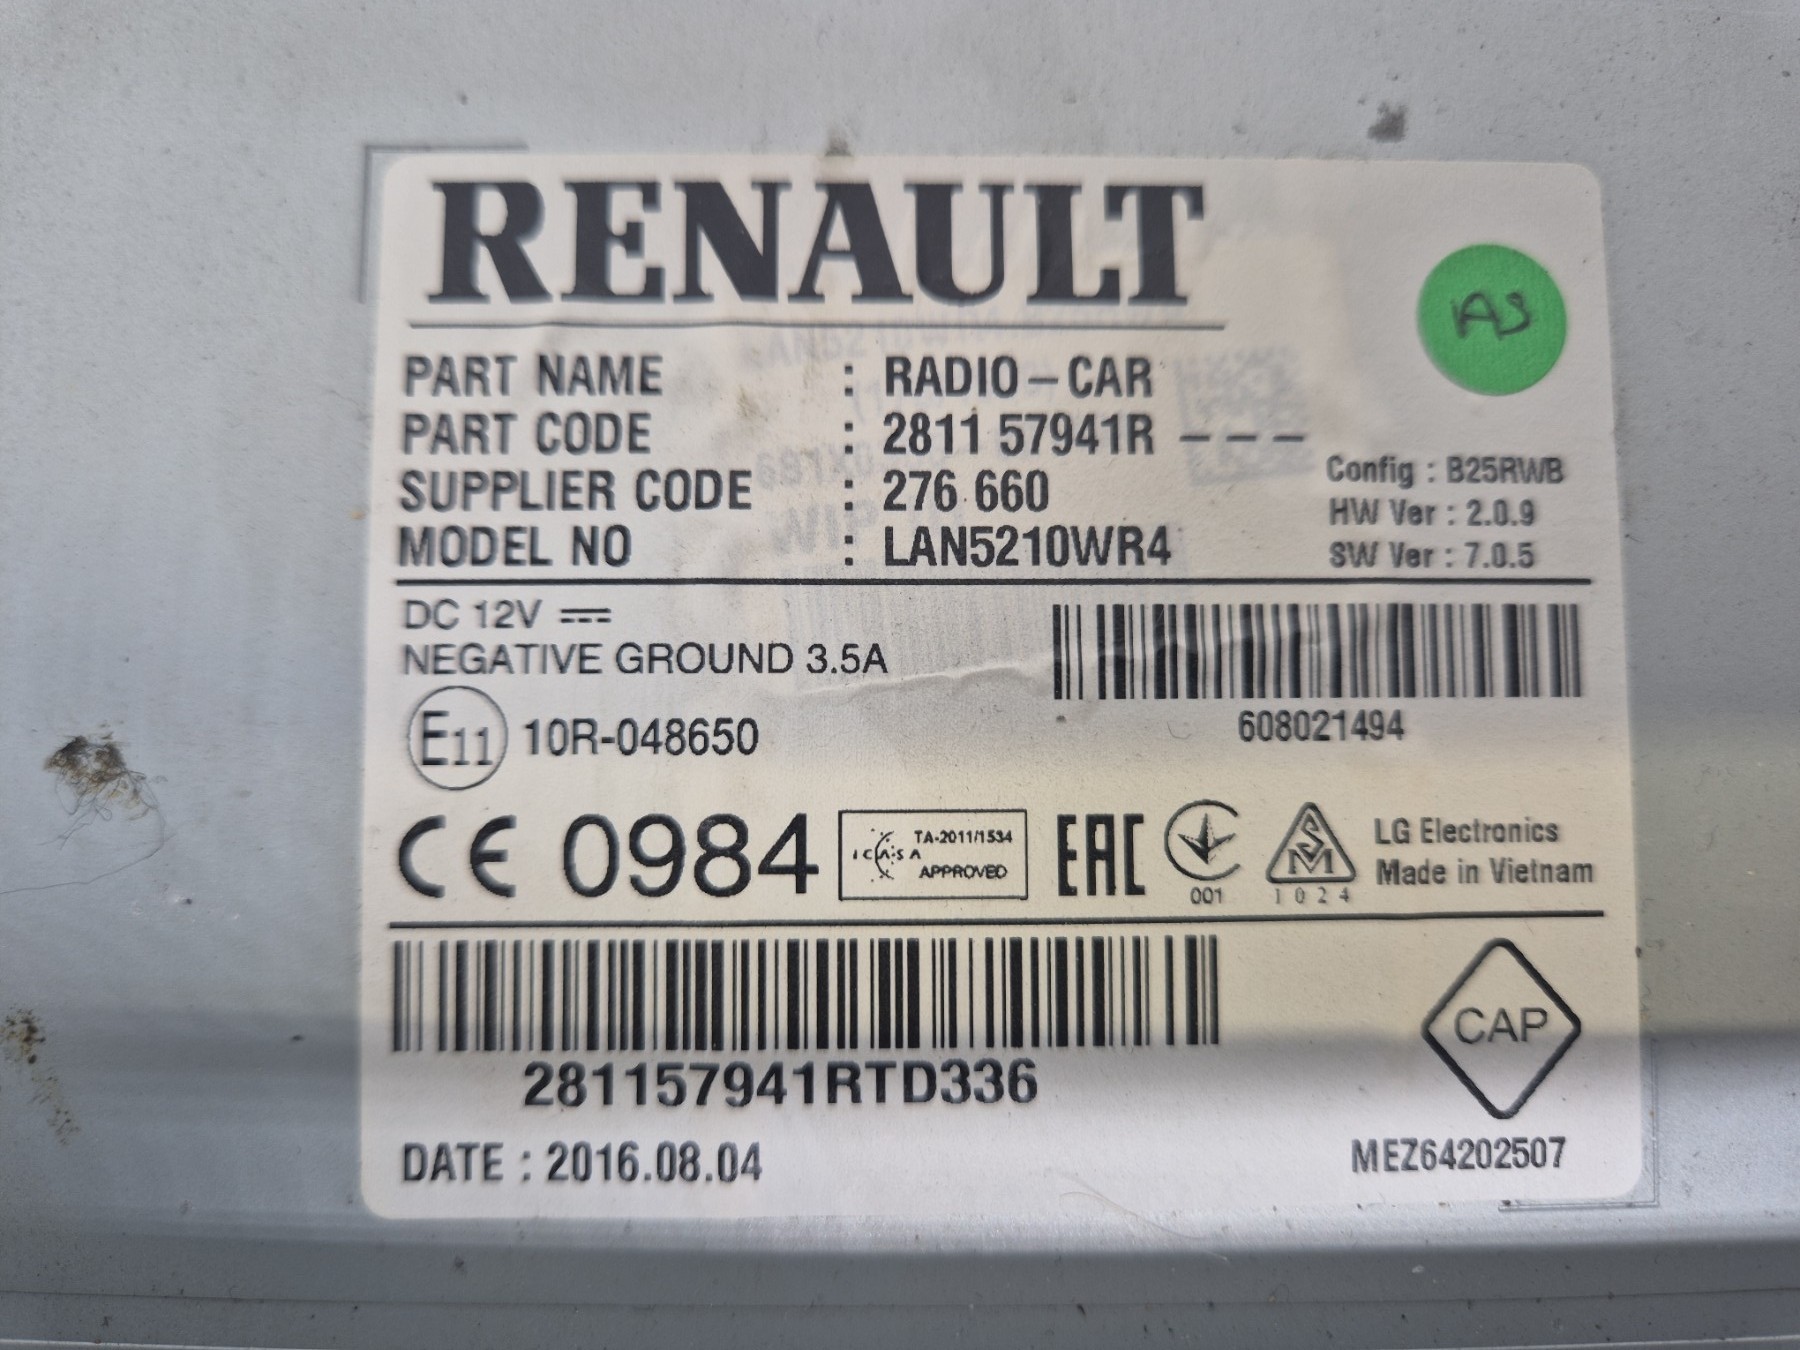 RENAULT
A3
PART NAME : RADIO-CAR
PART CODE : 2811 57941R ---
SUPPLIER CODE : 276 660
MODEL NO : LAN5210WR4
Config : B25RWB
HW Ver : 2.0.9
SW Ver : 7.0.5
DC 12V
NEGATIVE GROUND 3.5A
608021494
E11 10R-048650
CE 0984
ICASA TA-2011/1534
APPROVED
EAC
001
SM
1024
LG Electronics
Made in Vietnam
281157941RTD336
CAP
DATE : 2016.08.04
MEZ64202507